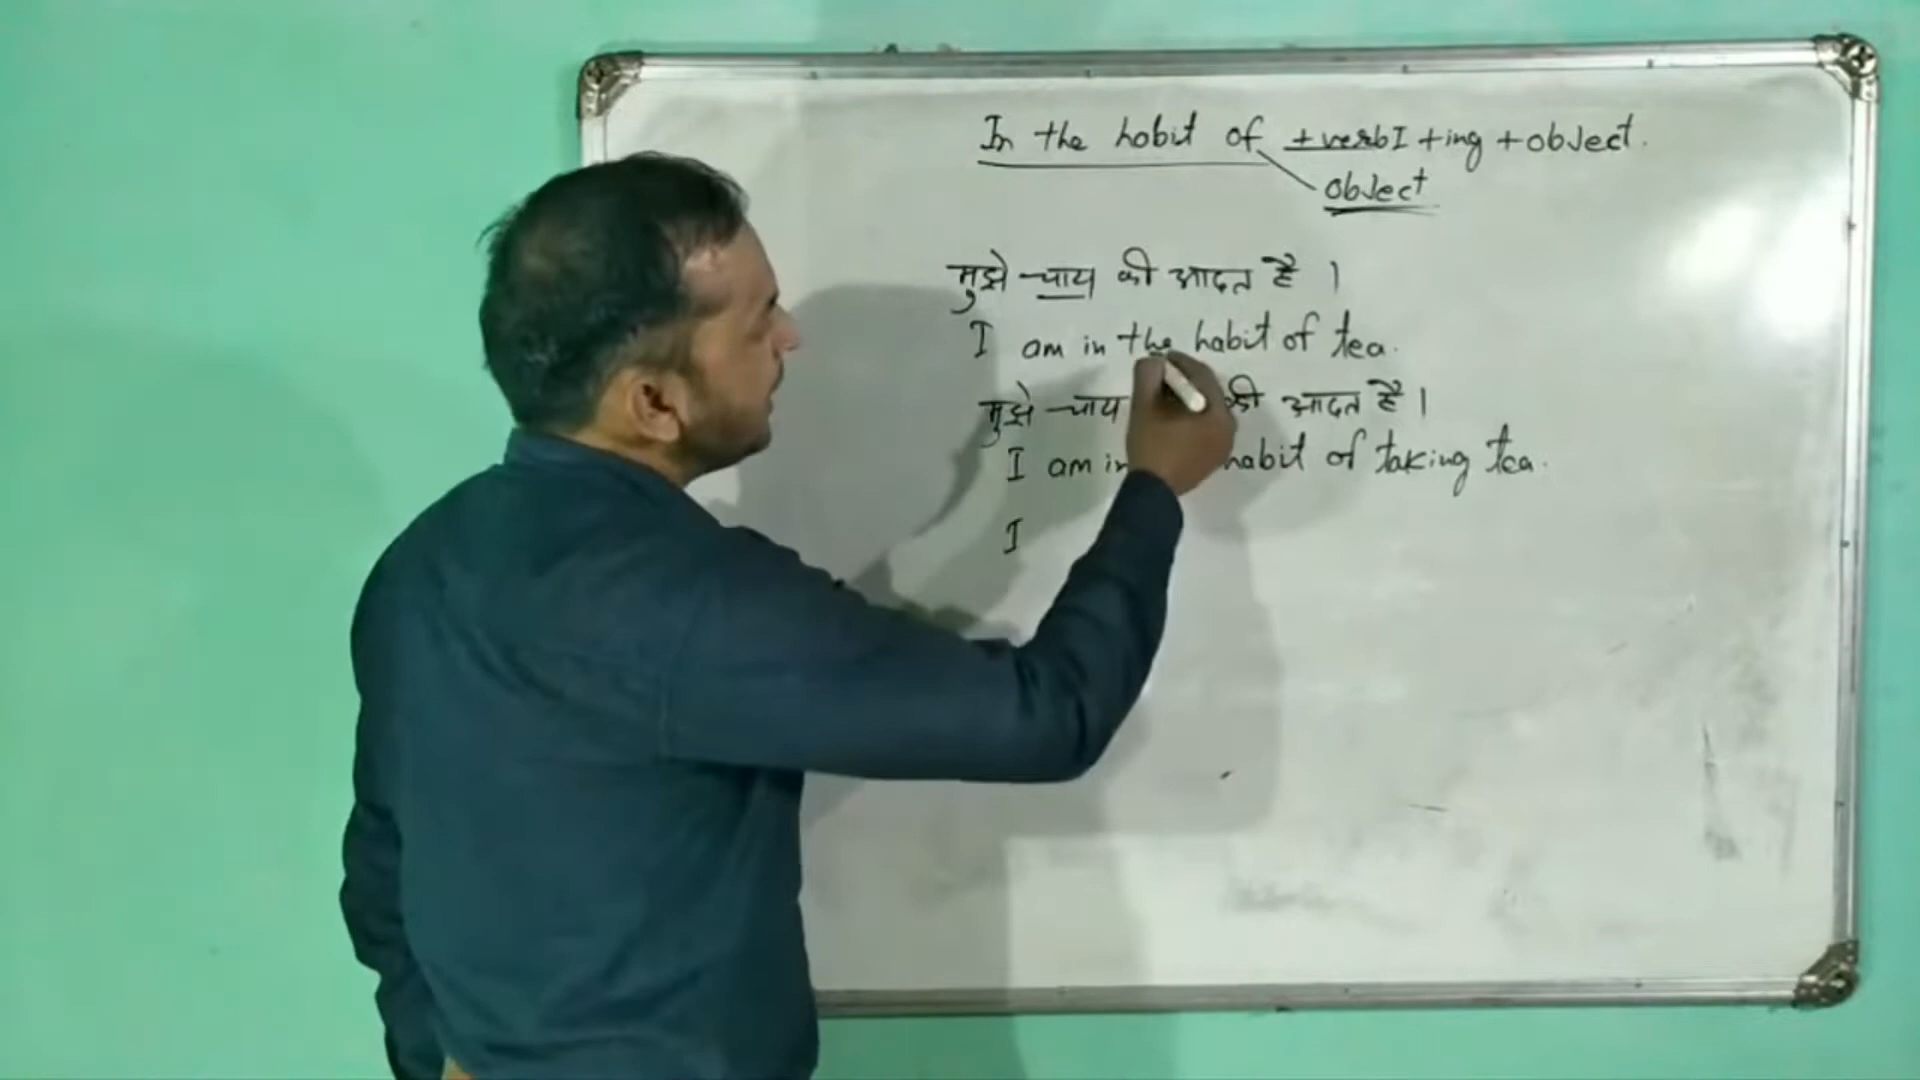 In the hobit of +verbI +ing +object.
object
मुझे चाय की आदत है ।
I am in the habit of tea.
मुझे चाय की आदत है ।
I am in habit of taking tea.
I